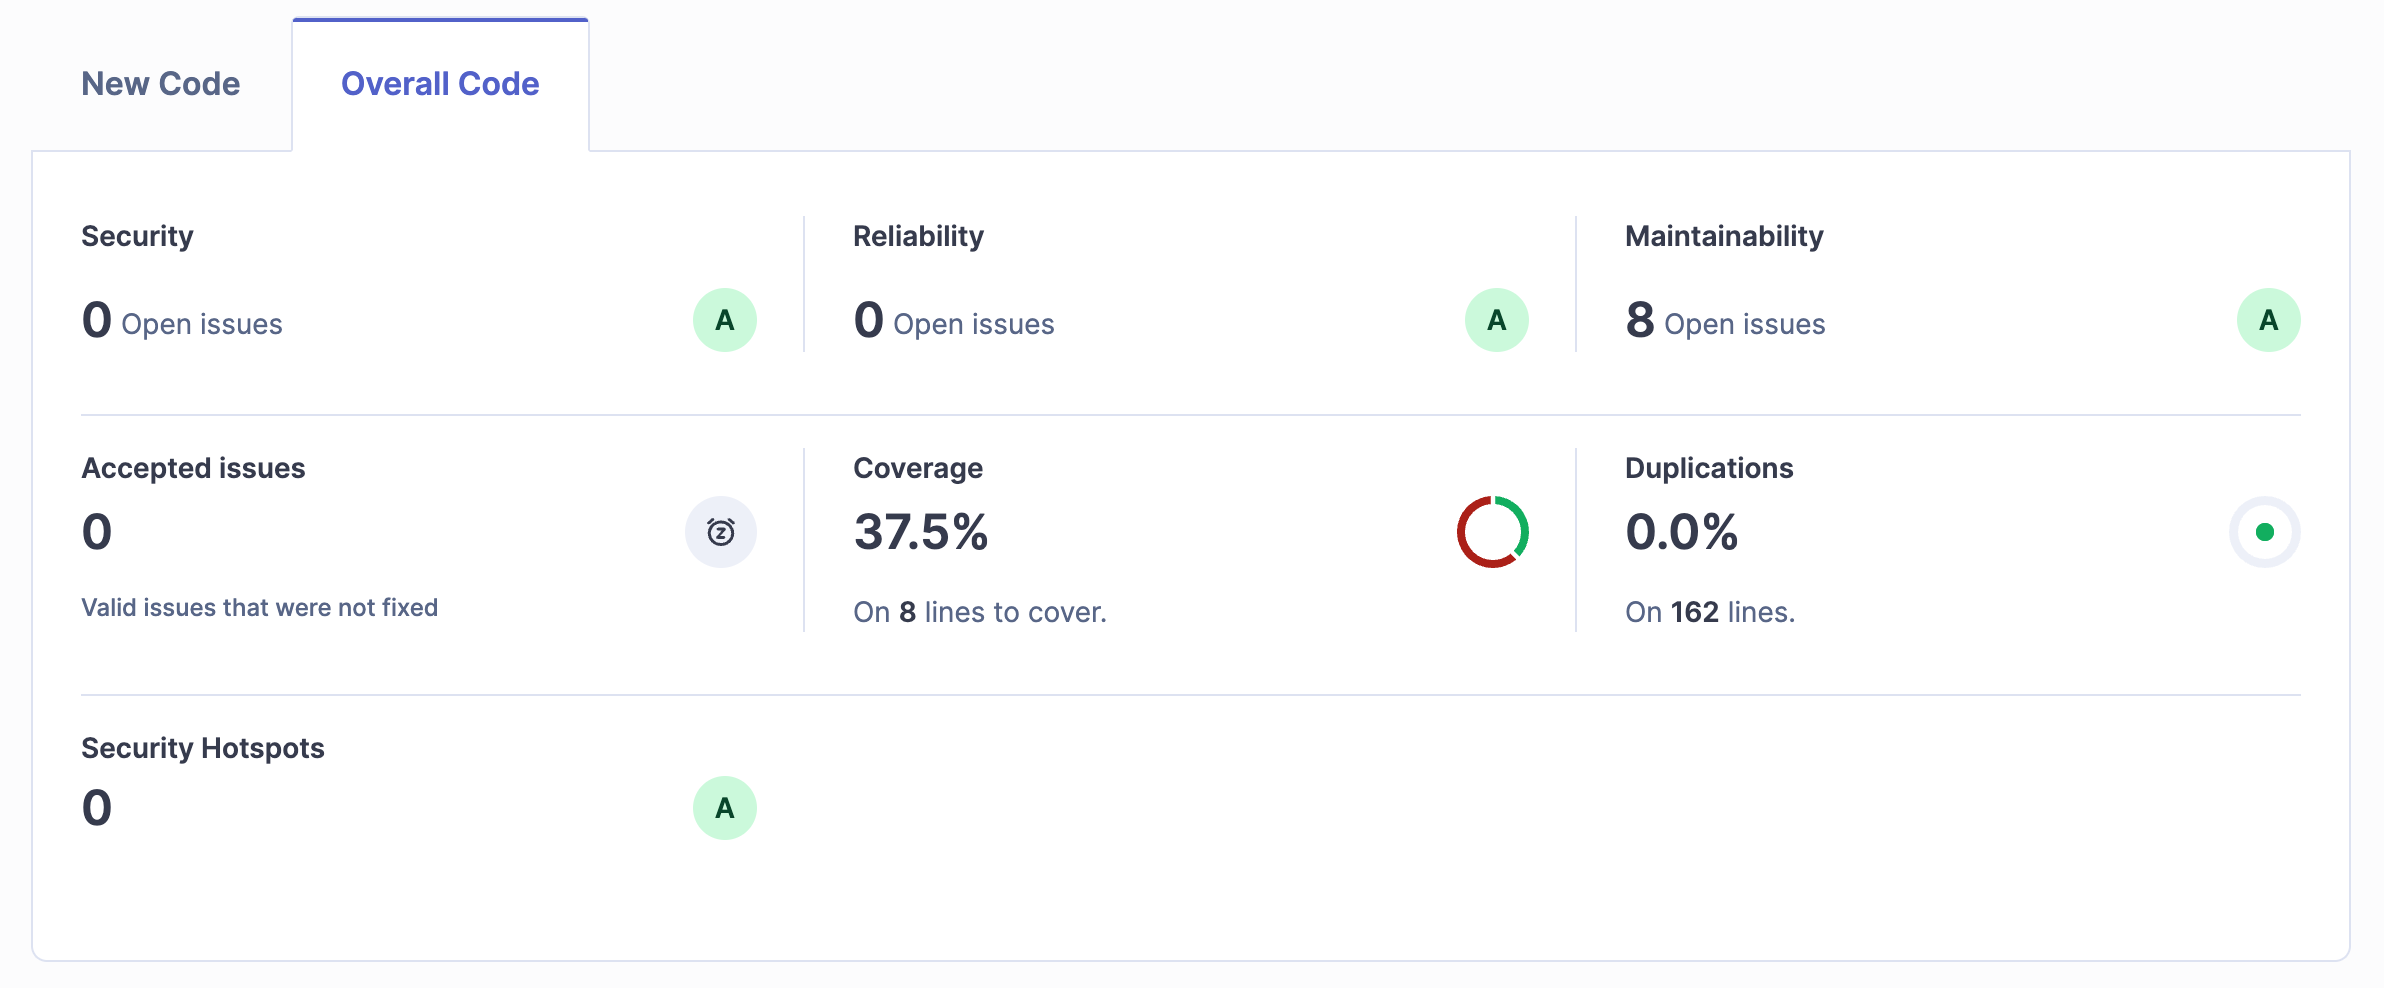 New Code
Overall Code
Security
0 Open issues
A
Reliability
0 Open issues
A
Maintainability
8 Open issues
A
Accepted issues
0
Valid issues that were not fixed
Coverage
37.5%
On 8 lines to cover.
Duplications
0.0%
On 162 lines.
Security Hotspots
0
A